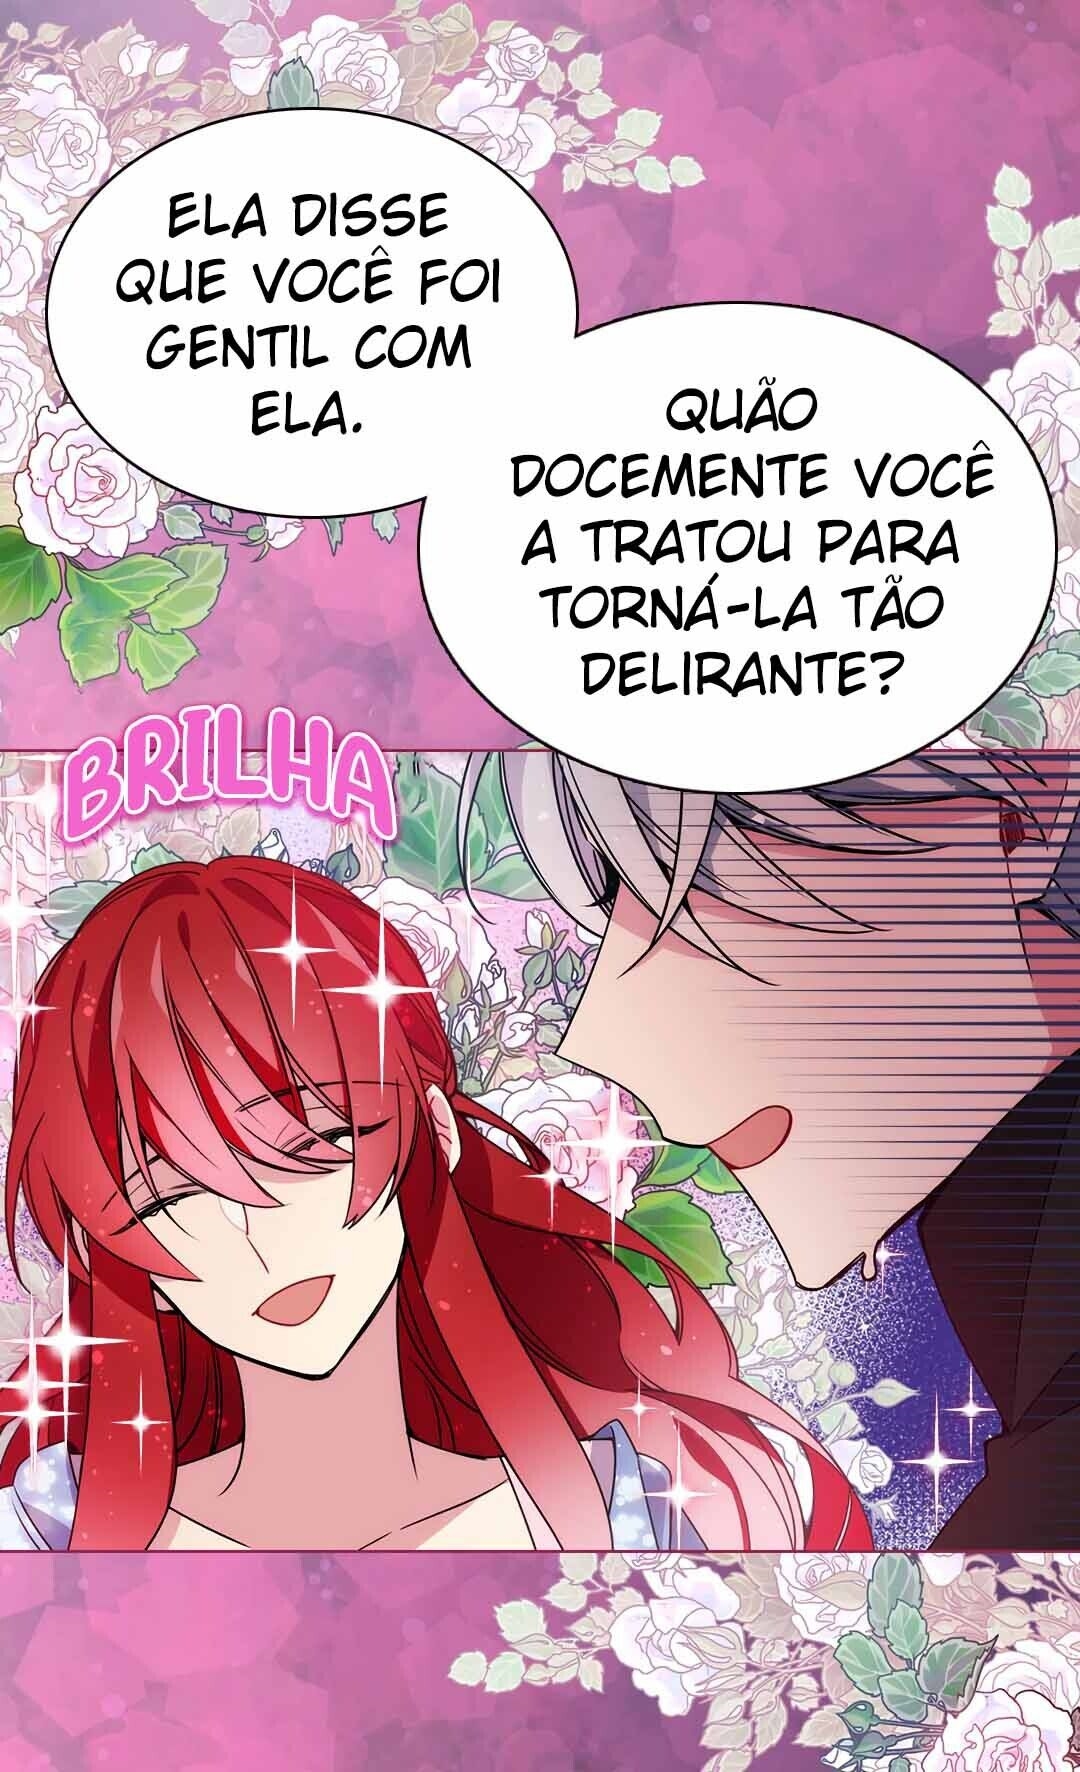 ELA DISSE
QUE VOCÊ FOI
GENTIL COM
ELA.
QUÃO
DOCEMENTE VOCÊ
A TRATOU PARA
TORNÁ-LA TÃO
DELIRANTE?
BRILHA